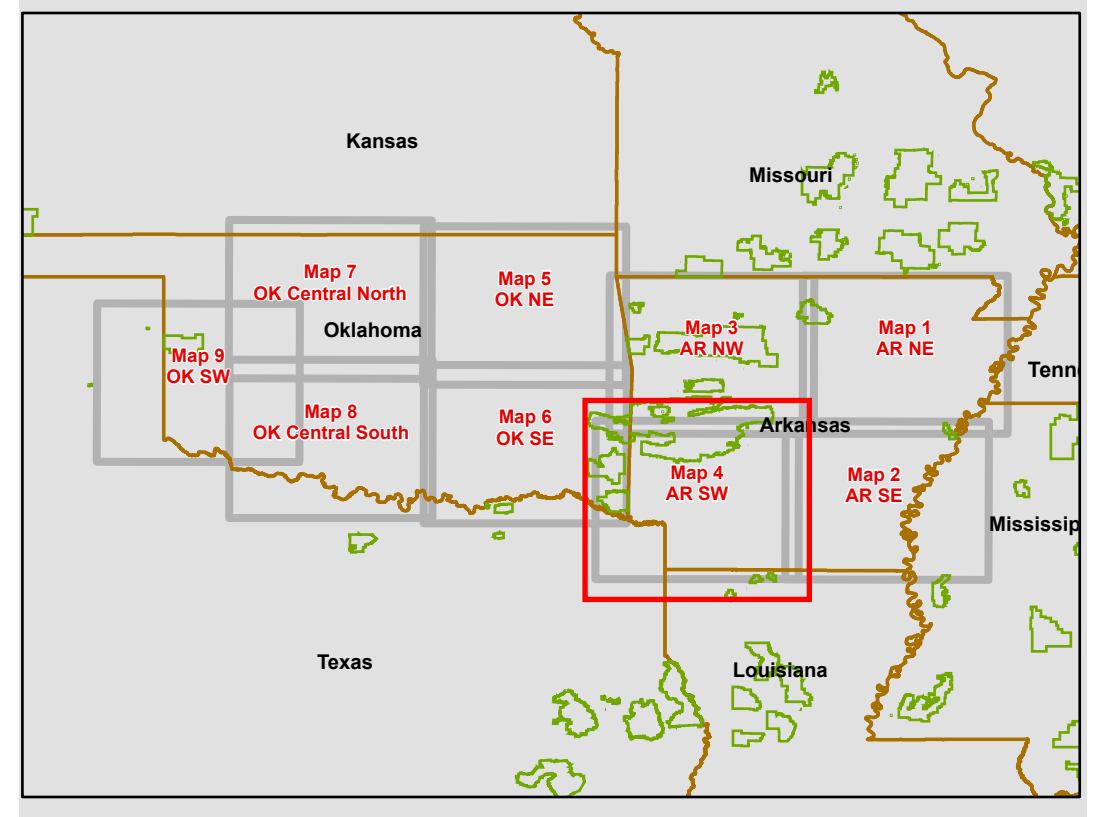 Kansas
Missouri
Map 7
OK Central North
Map 5
OK NE
Oklahoma
Map 3
AR NW
Map 1
AR NE
Map 9
OK SW
Tenn
Map 8
OK Central South
Map 6
OK SE
Arkansas
Map 4
AR SW
Map 2
AR SE
Mississip
Texas
Louisiana